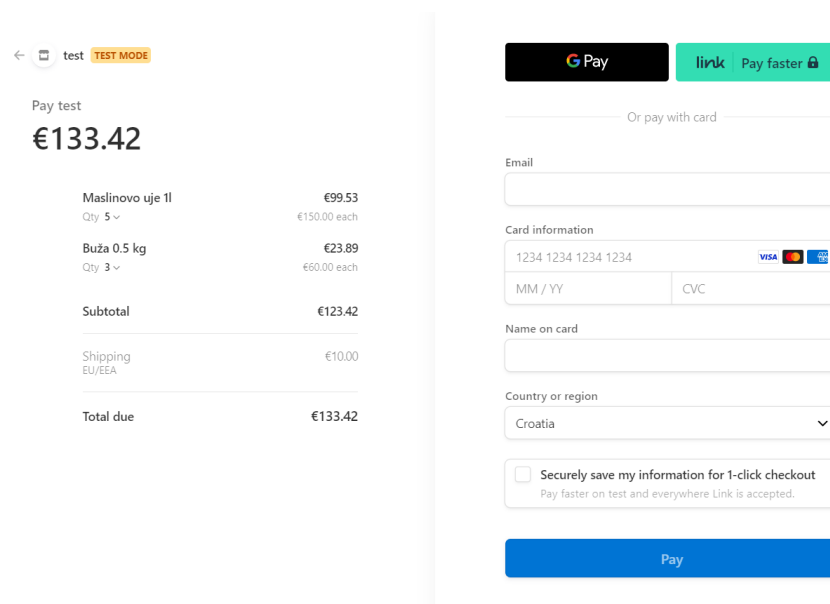 test TEST MODE
Pay test
€133.42
Maslinovo uje 1l €99.53
Qty 5 €150.00 each
Buža 0.5 kg €23.89
Qty 3 €60.00 each
Subtotal €123.42
Shipping €10.00
EU/EEA
Total due €133.42
G Pay
link Pay faster
Or pay with card
Email
Card information
1234 1234 1234 1234 VISA
MM / YY CVC
Name on card
Country or region
Croatia
Securely save my information for 1-click checkout
Pay faster on test and everywhere Link is accepted.
Pay